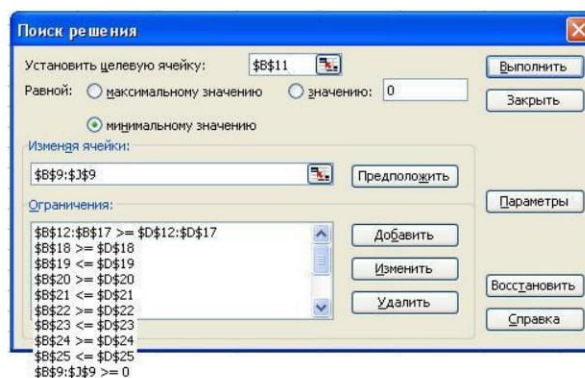 Поиск решения
Установить целевую ячейку: $B$11
Выполнить
Равной: максимальному значению значению: 0
Закрыть
минимальному значению
Изменяя ячейки:
$B$9:$J$9
Предположить
Параметры
Ограничения:
$B$12:$B$17 >= $D$12:$D$17
$B$18 >= $D$18
$B$19 <= $D$19
$B$20 >= $D$20
$B$21 <= $D$21
$B$22 >= $D$22
$B$23 <= $D$23
$B$24 >= $D$24
$B$25 <= $D$25
$B$9:$J$9 >= 0
Добавить
Изменить
Удалить
Восстановить
Справка